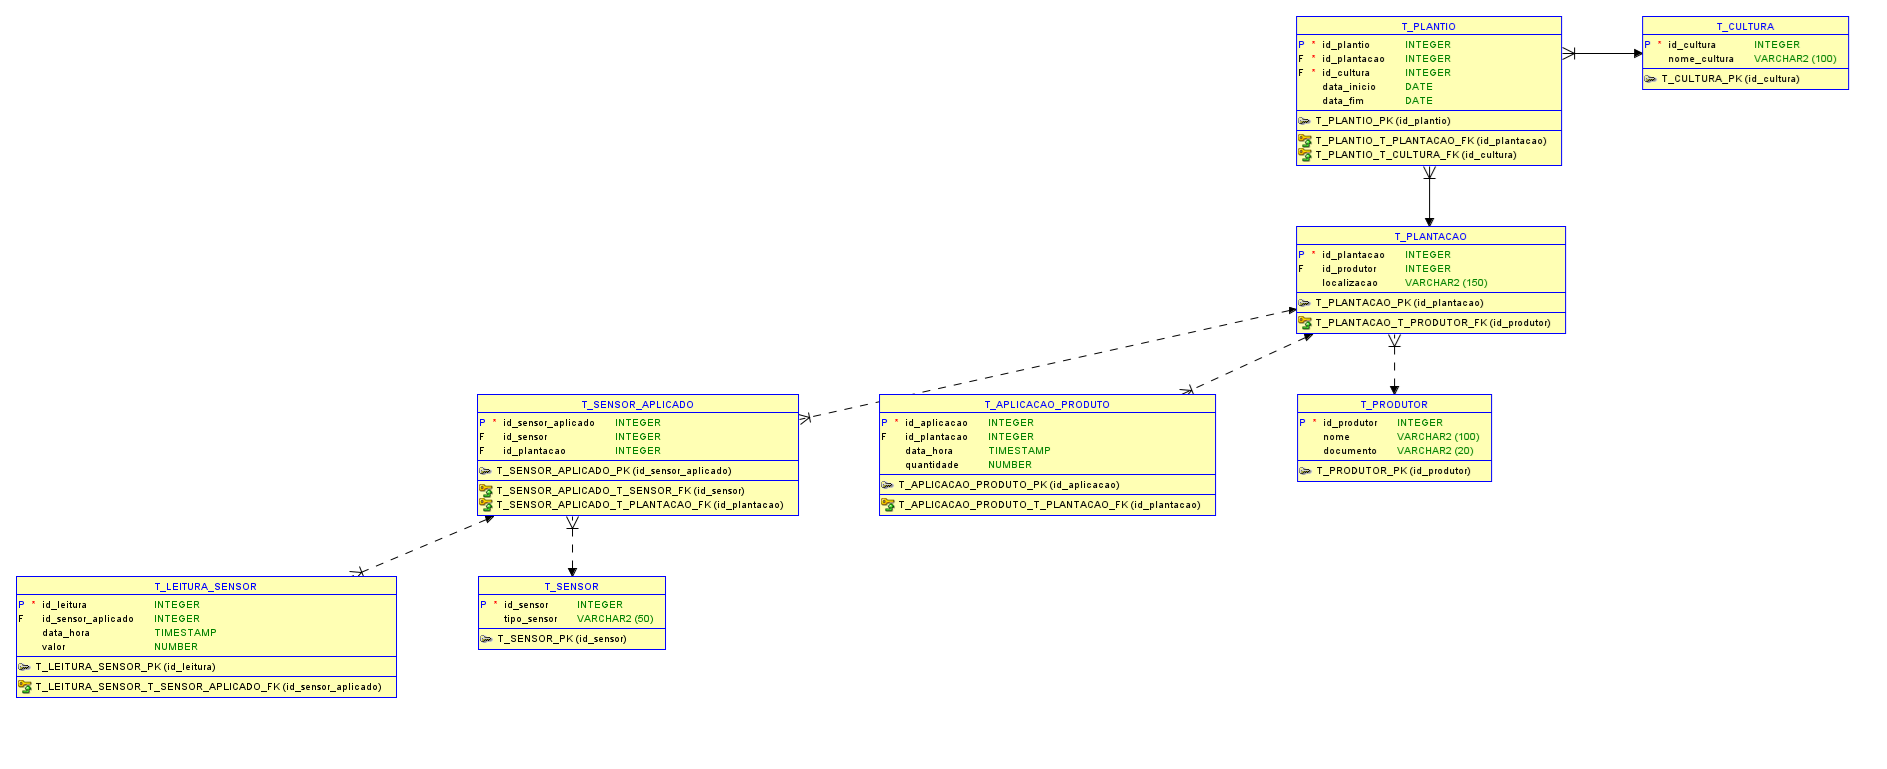 T_PLANTIO
P * id_plantio INTEGER
F * id_plantacao INTEGER
F * id_cultura INTEGER
data_inicio DATE
data_fim DATE
T_PLANTIO_PK (id_plantio)
T_PLANTIO_T_PLANTACAO_FK (id_plantacao)
T_PLANTIO_T_CULTURA_FK (id_cultura)
T_CULTURA
P * id_cultura INTEGER
nome_cultura VARCHAR2 (100)
T_CULTURA_PK (id_cultura)
T_PLANTACAO
P * id_plantacao INTEGER
F id_produtor INTEGER
localizacao VARCHAR2 (150)
T_PLANTACAO_PK (id_plantacao)
T_PLANTACAO_T_PRODUTOR_FK (id_produtor)
T_SENSOR_APLICADO
P * id_sensor_aplicado INTEGER
F id_sensor INTEGER
F id_plantacao INTEGER
T_SENSOR_APLICADO_PK (id_sensor_aplicado)
T_SENSOR_APLICADO_T_SENSOR_FK (id_sensor)
T_SENSOR_APLICADO_T_PLANTACAO_FK (id_plantacao)
T_APLICACAO_PRODUTO
P * id_aplicacao INTEGER
F id_plantacao INTEGER
data_hora TIMESTAMP
quantidade NUMBER
T_APLICACAO_PRODUTO_PK (id_aplicacao)
T_APLICACAO_PRODUTO_T_PLANTACAO_FK (id_plantacao)
T_PRODUTOR
P * id_produtor INTEGER
nome VARCHAR2 (100)
documento VARCHAR2 (20)
T_PRODUTOR_PK (id_produtor)
T_LEITURA_SENSOR
P * id_leitura INTEGER
F id_sensor_aplicado INTEGER
data_hora TIMESTAMP
valor NUMBER
T_LEITURA_SENSOR_PK (id_leitura)
T_LEITURA_SENSOR_T_SENSOR_APLICADO_FK (id_sensor_aplicado)
T_SENSOR
P * id_sensor INTEGER
tipo_sensor VARCHAR2 (50)
T_SENSOR_PK (id_sensor)